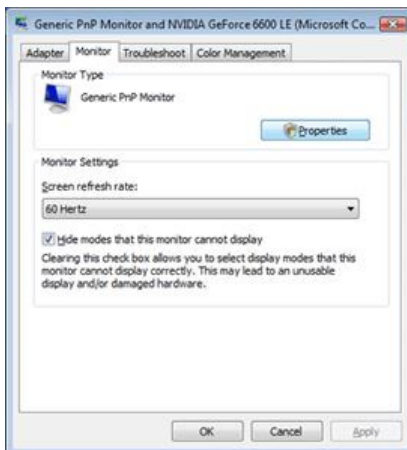 Generic PnP Monitor and NVIDIA GeForce 6600 LE (Microsoft Co...
Adapter Monitor Troubleshoot Color Management
Monitor Type
Generic PnP Monitor
Properties
Monitor Settings
Screen refresh rate:
60 Hertz
Hide modes that this monitor cannot display
Clearing this check box allows you to select display modes that this
monitor cannot display correctly. This may lead to an unusable
display and/or damaged hardware.
OK Cancel Apply